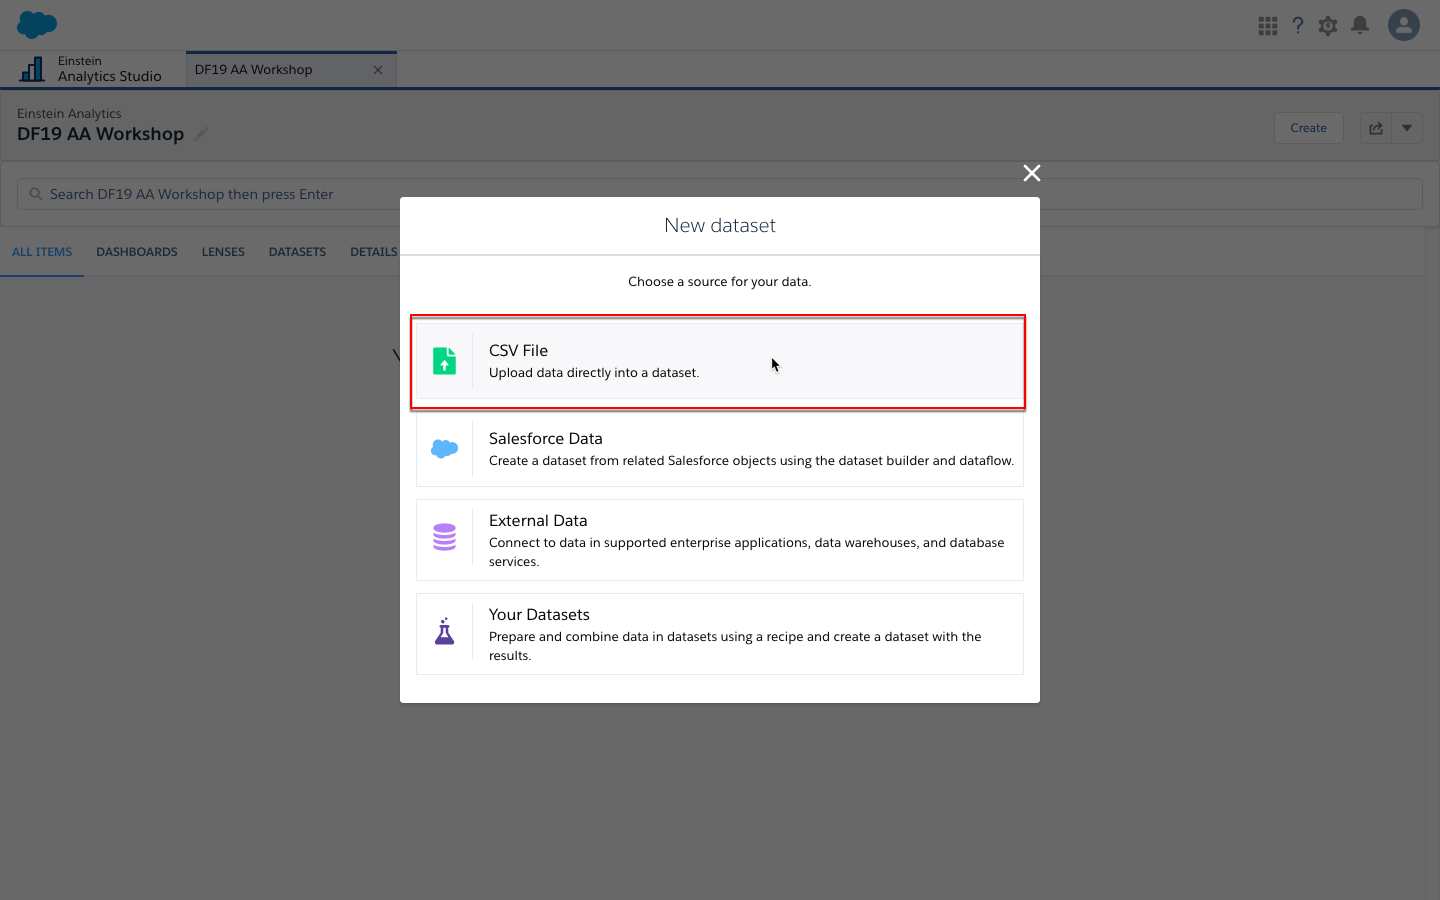 ?
Einstein
Analytics Studio
DF19 AA Workshop
Einstein Analytics
DF19 AA Workshop
Create
Search DF19 AA Workshop then press Enter
ALL ITEMS DASHBOARDS LENSES DATASETS DETAILS
New dataset
Choose a source for your data.
CSV File
Upload data directly into a dataset.
Salesforce Data
Create a dataset from related Salesforce objects using the dataset builder and dataflow.
External Data
Connect to data in supported enterprise applications, data warehouses, and database
services.
Your Datasets
Prepare and combine data in datasets using a recipe and create a dataset with the
results.